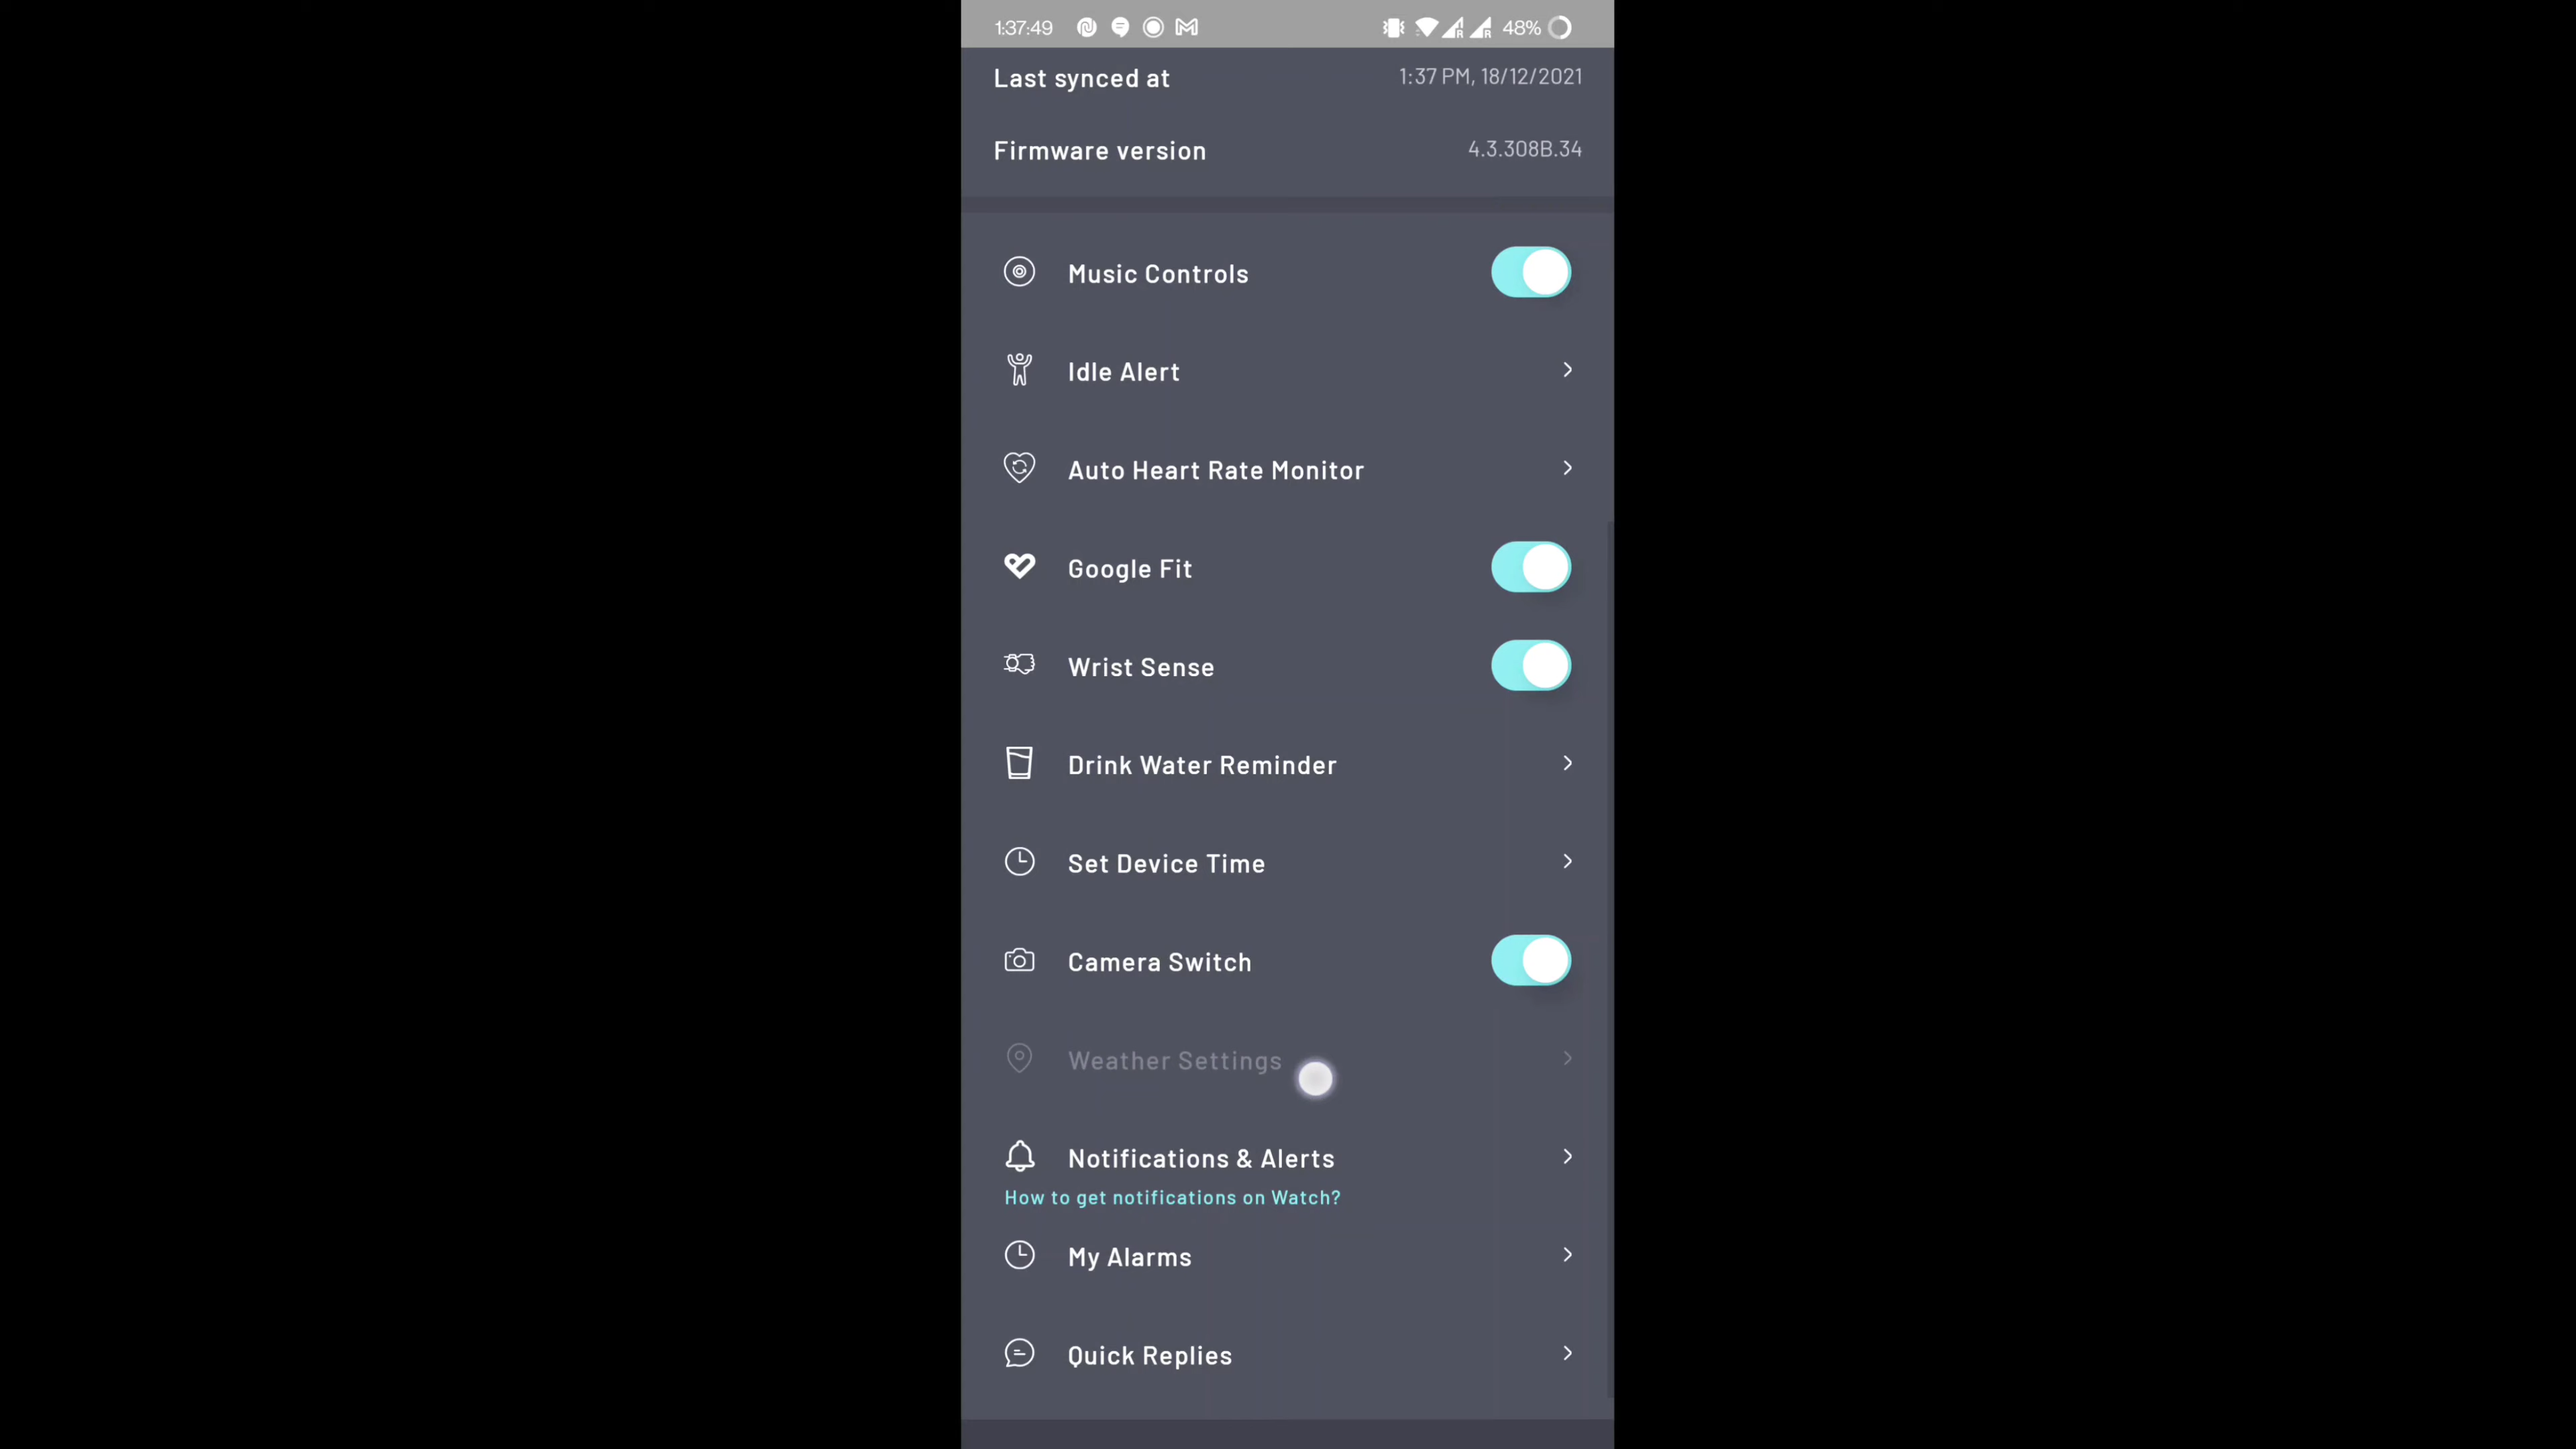 1:37:49 48%
Last synced at 1:37 PM, 18/12/2021
Firmware version 4.3.308B.34
Music Controls
Idle Alert
Auto Heart Rate Monitor
Google Fit
Wrist Sense
Drink Water Reminder
Set Device Time
Camera Switch
Weather Settings
Notifications & Alerts
How to get notifications on Watch?
My Alarms
Quick Replies